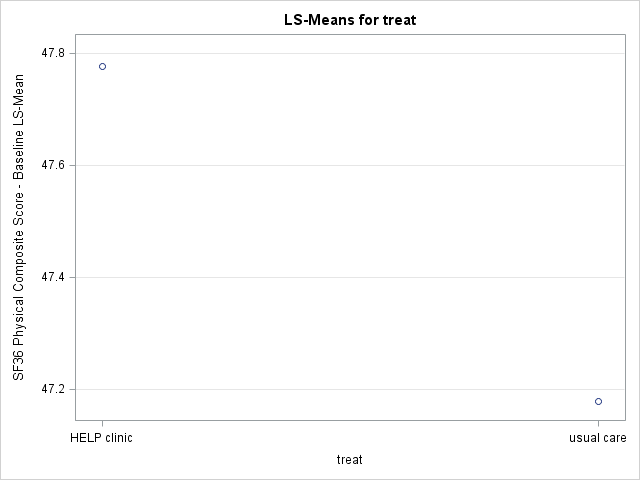 LS-Means for treat
SF36 Physical Composite Score - Baseline LS-Mean
47.8
47.6
47.4
47.2
HELP clinic
usual care
treat